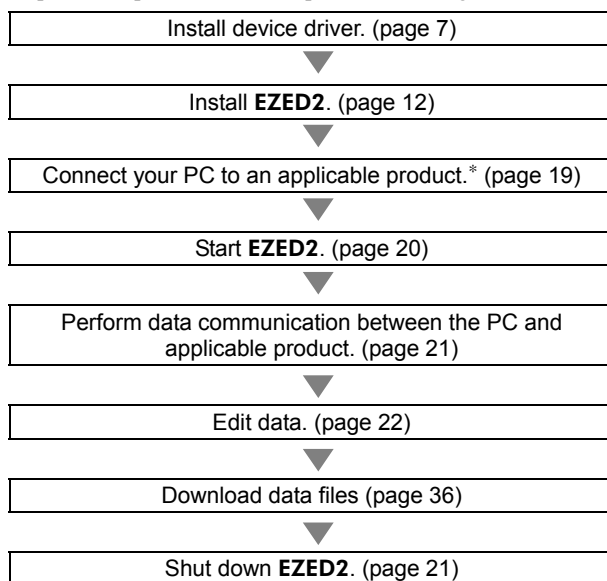 Install device driver. (page 7)
Install EZED2. (page 12)
Connect your PC to an applicable product.* (page 19)
Start EZED2. (page 20)
Perform data communication between the PC and
applicable product. (page 21)
Edit data. (page 22)
Download data files (page 36)
Shut down EZED2. (page 21)